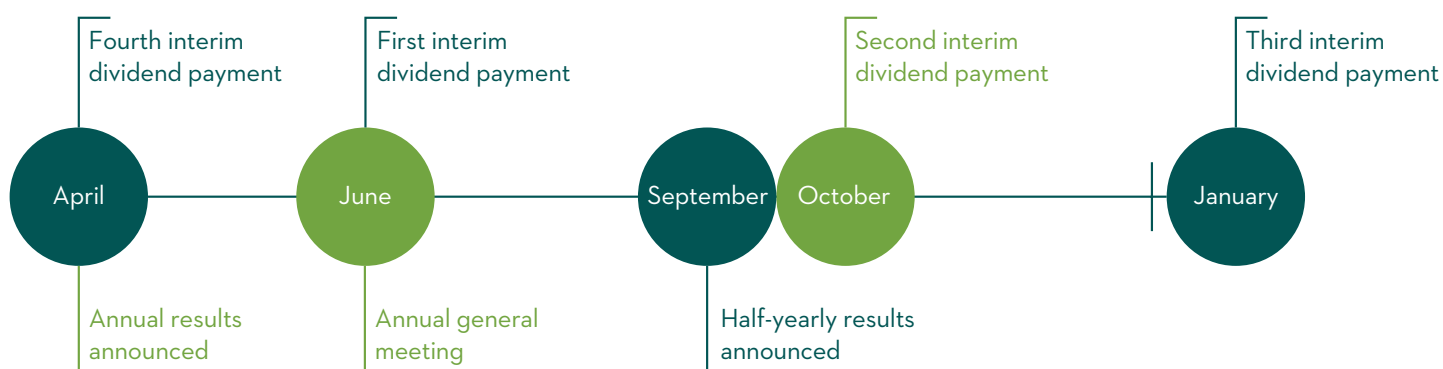 Fourth interim
dividend payment
First interim
dividend payment
Second interim
dividend payment
Third interim
dividend payment
April
June
September
October
January
Annual results
announced
Annual general
meeting
Half-yearly results
announced